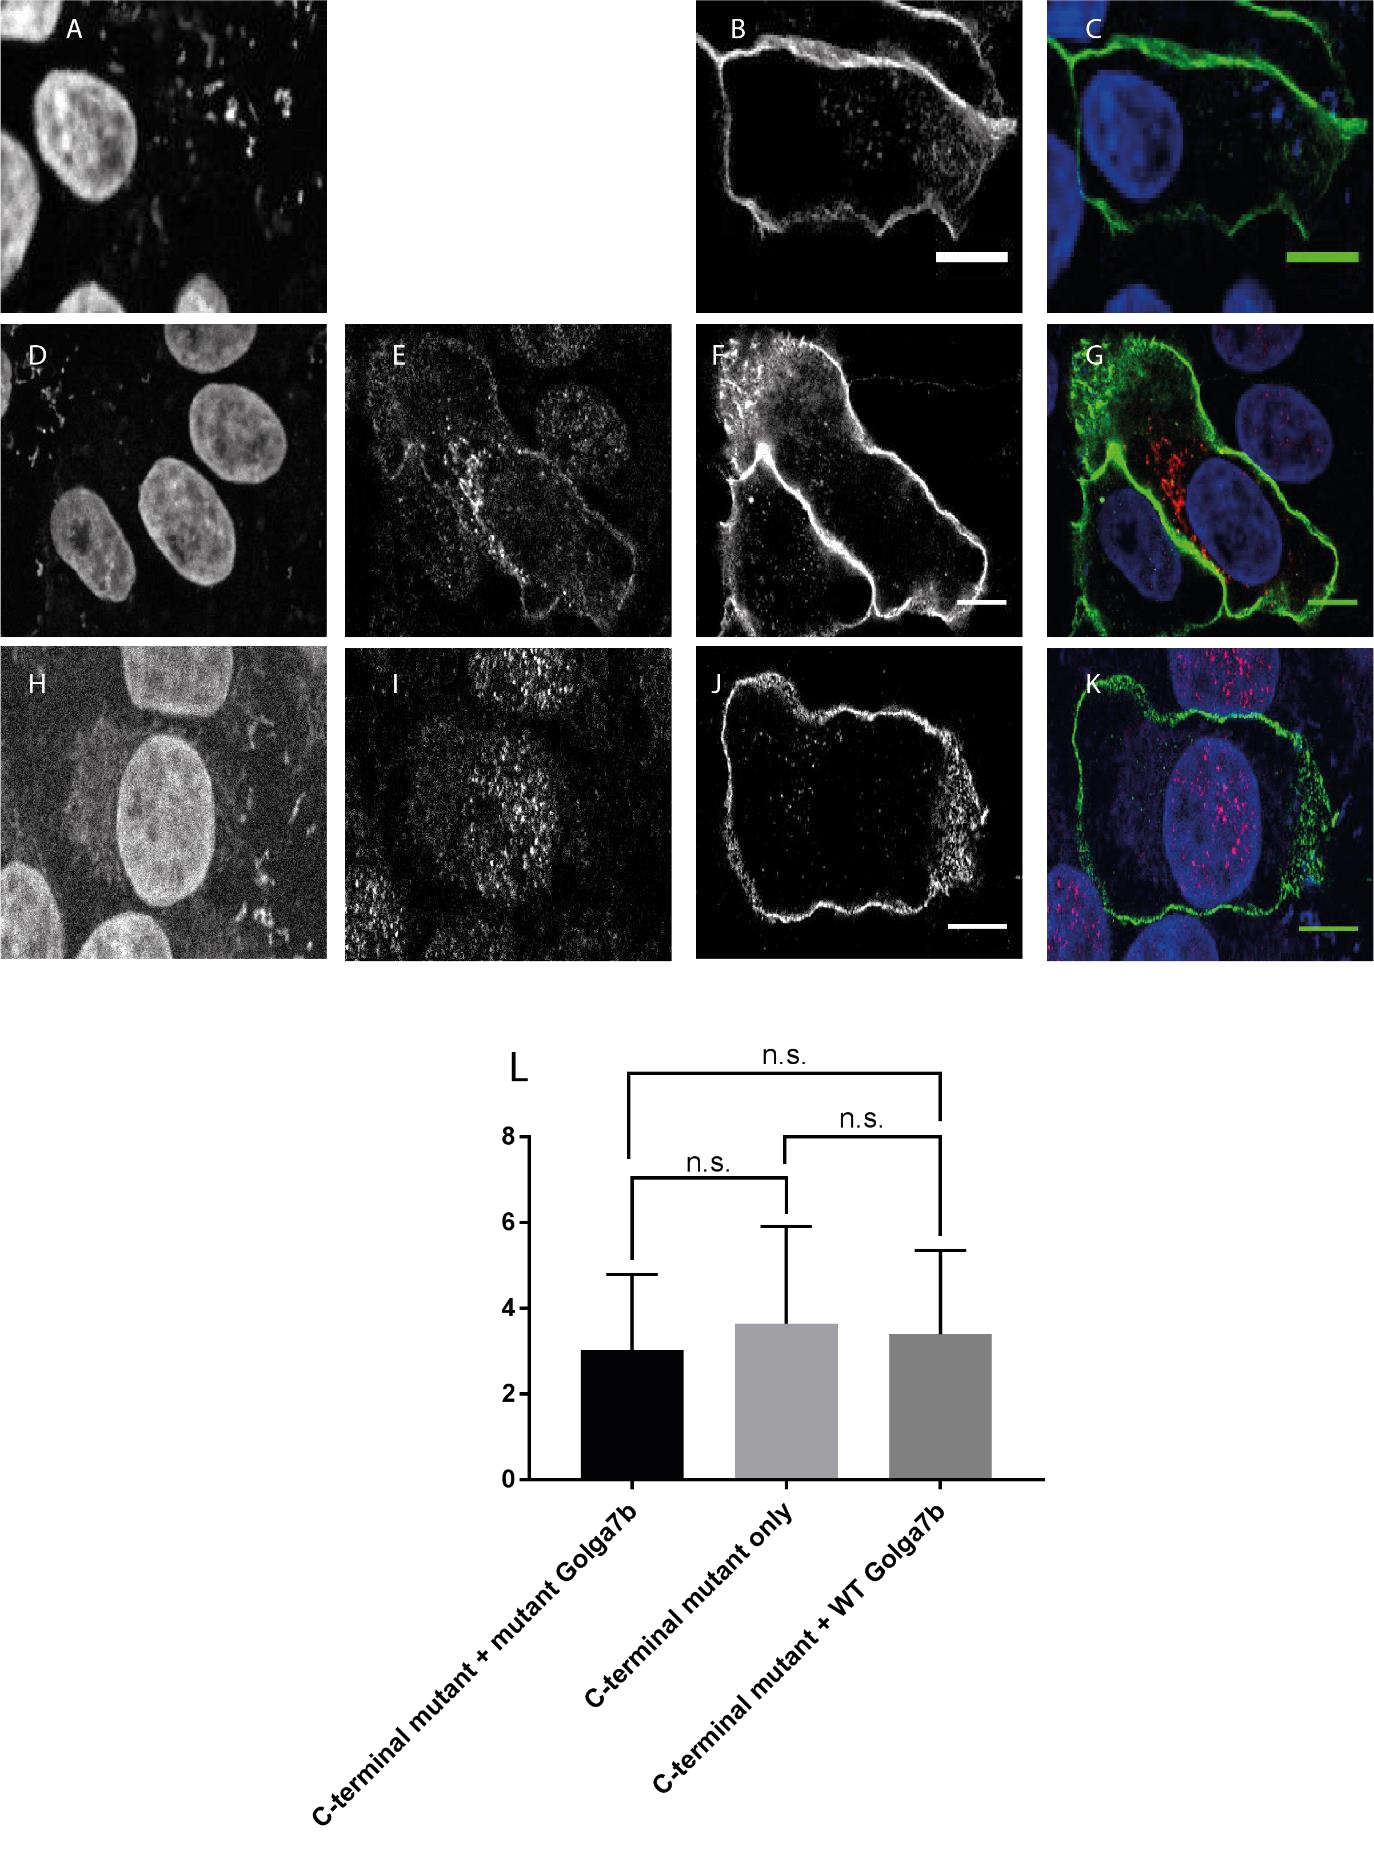 A
B
C
D
E
F
G
H
I
J
K
L
n.s.
n.s.
n.s.
8
6
4
2
0
C-terminal mutant + mutant Golga7b
C-terminal mutant only
C-terminal mutant + WT Golga7b